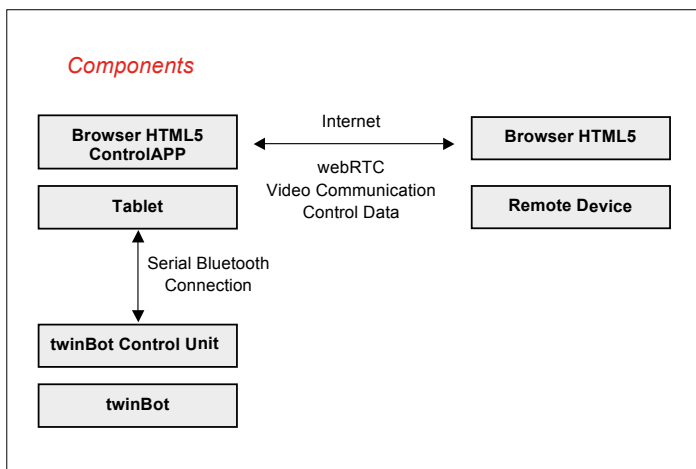 Components
Browser HTML5
ControlAPP
Internet
Browser HTML5
webRTC
Video Communication
Control Data
Tablet
Remote Device
Serial Bluetooth
Connection
twinBot Control Unit
twinBot